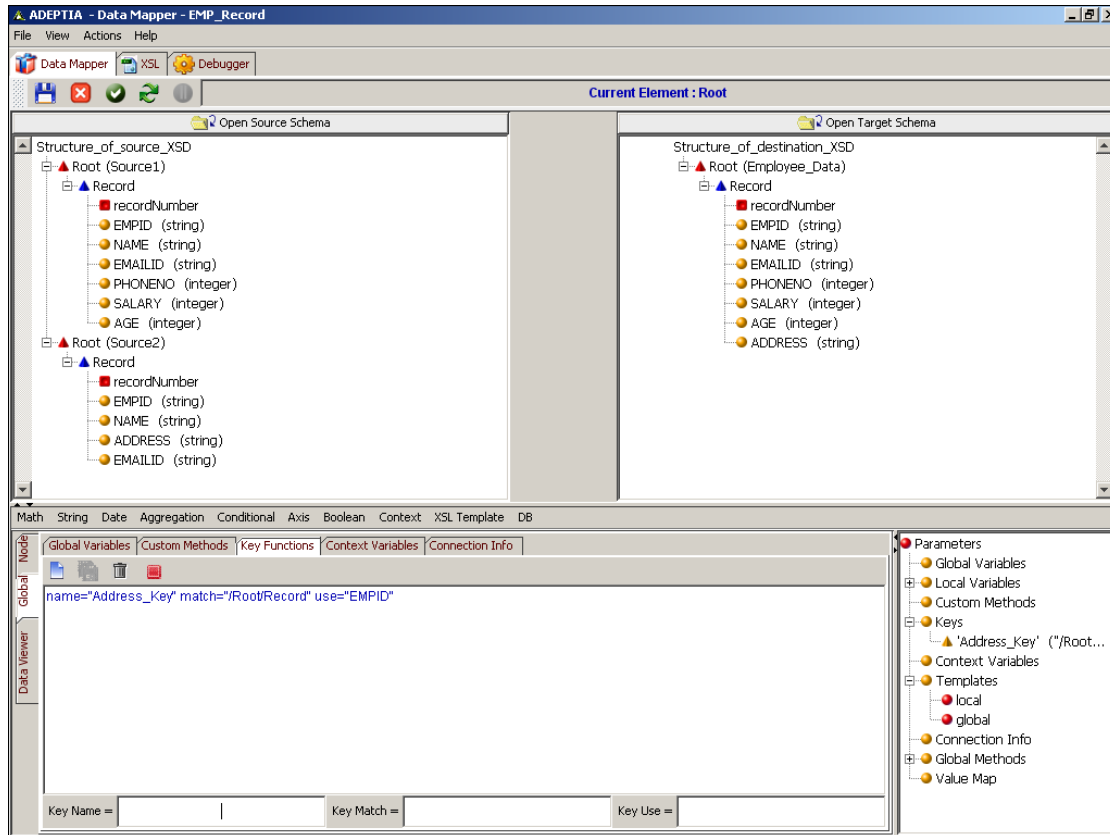 ADEPTIA - Data Mapper - EMP_Record
File View Actions Help
Data Mapper XSL Debugger
Current Element : Root
Open Source Schema
Structure_of_source_XSD
Root (Source1)
Record
recordNumber
EMPID (string)
NAME (string)
EMAILID (string)
PHONENO (integer)
SALARY (integer)
AGE (integer)
Root (Source2)
Record
recordNumber
EMPID (string)
NAME (string)
ADDRESS (string)
EMAILID (string)
Open Target Schema
Structure_of_destination_XSD
Root (Employee_Data)
Record
recordNumber
EMPID (string)
NAME (string)
EMAILID (string)
PHONENO (integer)
SALARY (integer)
AGE (integer)
ADDRESS (string)
Math String Date Aggregation Conditional Axis Boolean Context XSL Template DB
Node
Global
Data Viewer
Global Variables Custom Methods Key Functions Context Variables Connection Info
name="Address_Key" match="/Root/Record" use="EMPID"
Key Name = Key Match = Key Use =
Parameters
Global Variables
Local Variables
Custom Methods
Keys
'Address_Key' ("/Root...
Context Variables
Templates
local
global
Connection Info
Global Methods
Value Map